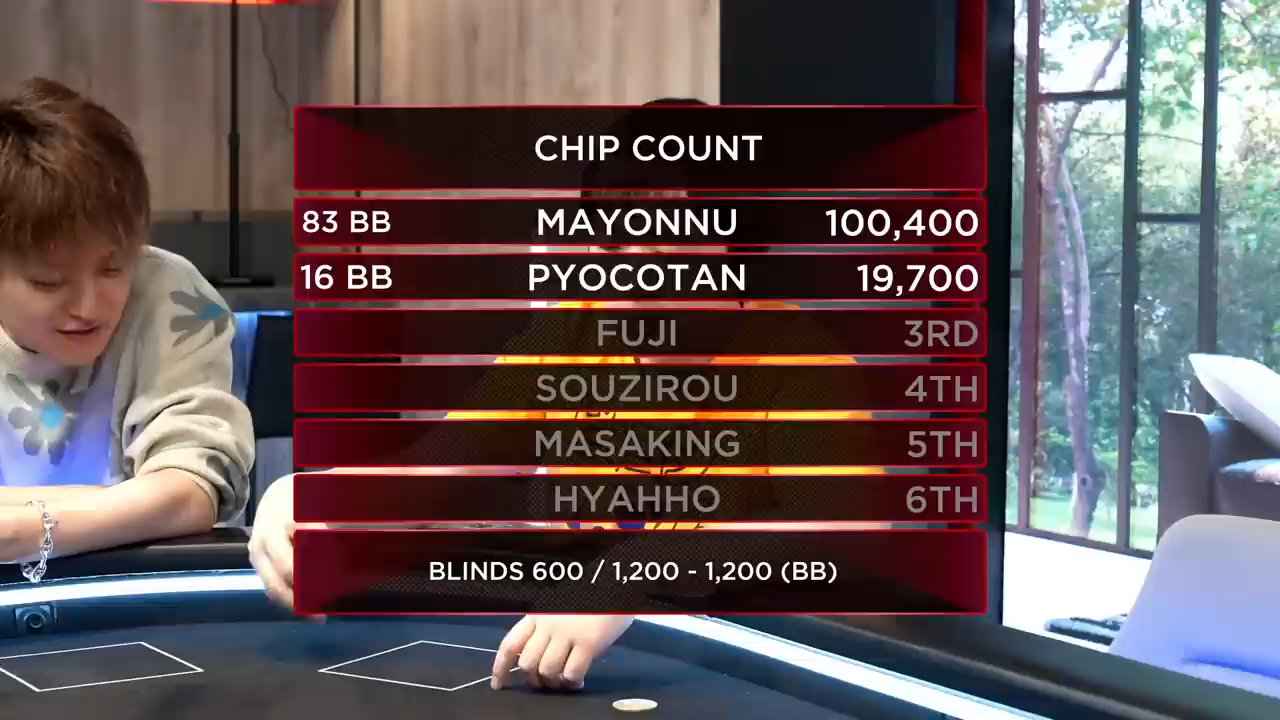 CHIP COUNT
83 BB MAYONNU 100,400
16 BB PYOCOTAN 19,700
FUJI 3RD
SOUZIROU 4TH
MASAKING 5TH
HYAHHO 6TH
BLINDS 600 / 1,200 - 1,200 (BB)